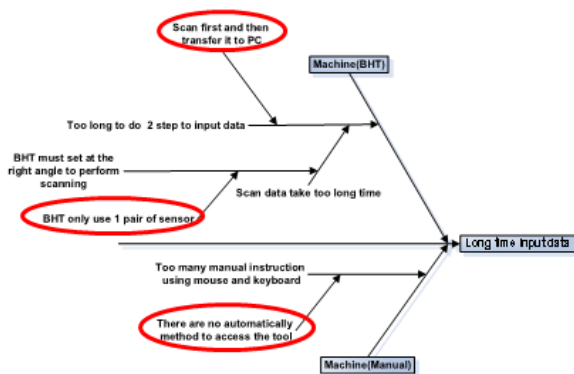 Scan first and then
transfer it to PC
Machine(BHT)
Too long to do 2 step to input data
BHT must set at the
right angle to perform
scanning
Scan data take too long time
BHT only use 1 pair of sensor
Long time input data
Too many manual instruction
using mouse and keyboard
There are no automatically
method to access the tool
Machine(Manual)